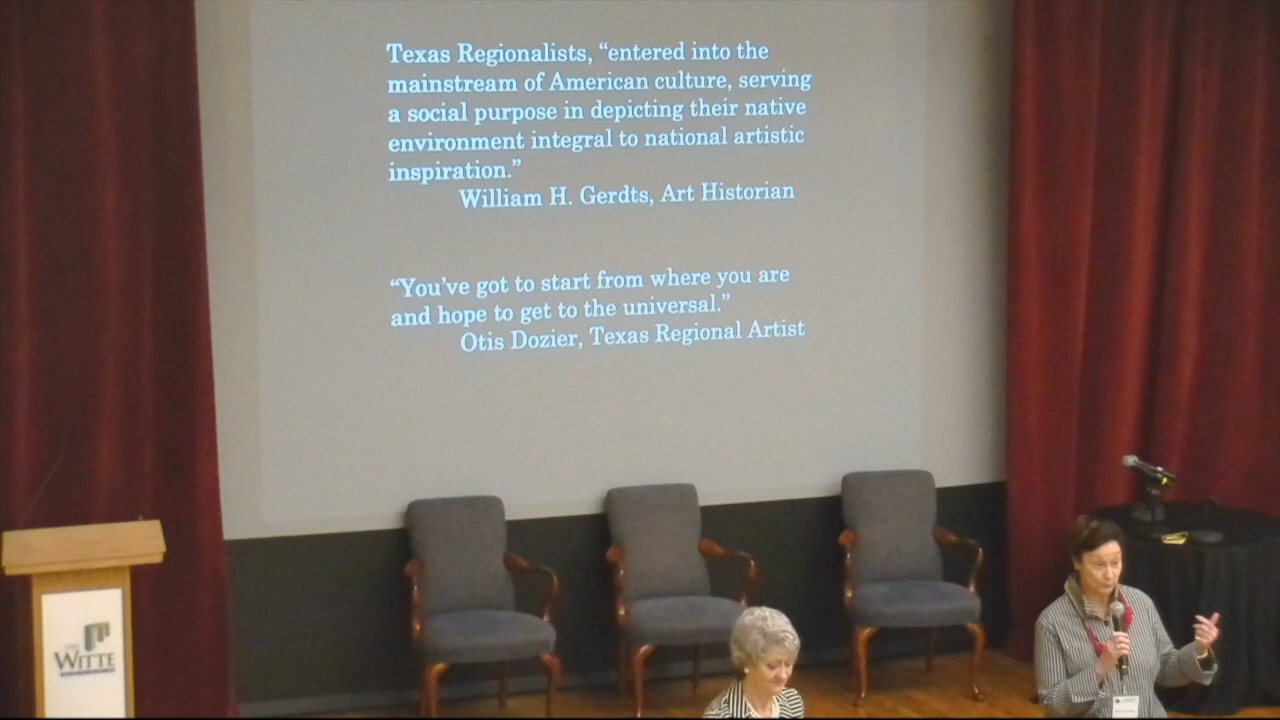 Texas Regionalists, “entered into the
mainstream of American culture, serving
a social purpose in depicting their native
environment integral to national artistic
inspiration.”
William H. Gerdts, Art Historian
“You’ve got to start from where you are
and hope to get to the universal.”
Otis Dozier, Texas Regional Artist
THE
WITTE